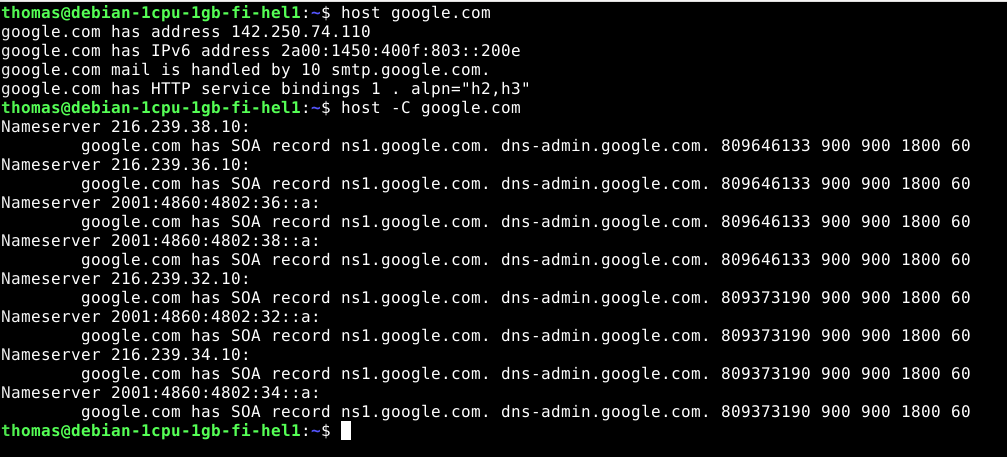 thomas@debian-1cpu-1gb-fi-hel1:~$ host google.com
google.com has address 142.250.74.110
google.com has IPv6 address 2a00:1450:400f:803::200e
google.com mail is handled by 10 smtp.google.com.
google.com has HTTP service bindings 1 . alpn="h2,h3"
thomas@debian-1cpu-1gb-fi-hel1:~$ host -C google.com
Nameserver 216.239.38.10:
        google.com has SOA record ns1.google.com. dns-admin.google.com. 809646133 900 900 1800 60
Nameserver 216.239.36.10:
        google.com has SOA record ns1.google.com. dns-admin.google.com. 809646133 900 900 1800 60
Nameserver 2001:4860:4802:36::a:
        google.com has SOA record ns1.google.com. dns-admin.google.com. 809646133 900 900 1800 60
Nameserver 2001:4860:4802:38::a:
        google.com has SOA record ns1.google.com. dns-admin.google.com. 809646133 900 900 1800 60
Nameserver 216.239.32.10:
        google.com has SOA record ns1.google.com. dns-admin.google.com. 809373190 900 900 1800 60
Nameserver 2001:4860:4802:32::a:
        google.com has SOA record ns1.google.com. dns-admin.google.com. 809373190 900 900 1800 60
Nameserver 216.239.34.10:
        google.com has SOA record ns1.google.com. dns-admin.google.com. 809373190 900 900 1800 60
Nameserver 2001:4860:4802:34::a:
        google.com has SOA record ns1.google.com. dns-admin.google.com. 809373190 900 900 1800 60
thomas@debian-1cpu-1gb-fi-hel1:~$